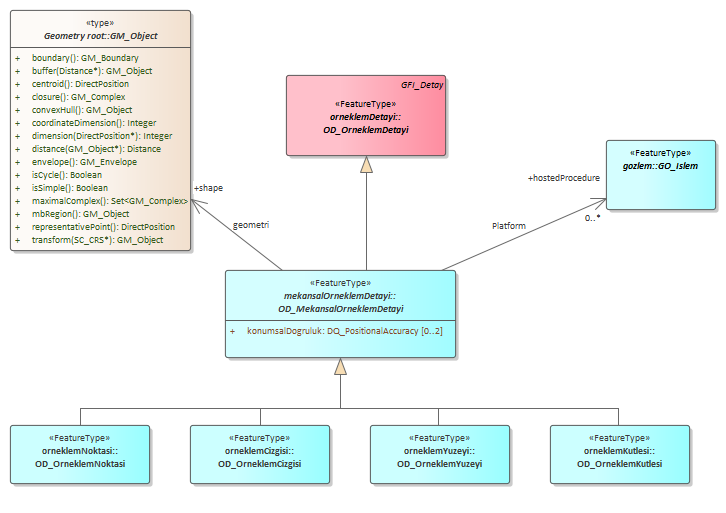 «type»
Geometry root::GM_Object
+ boundary(): GM_Boundary
+ buffer(Distance*): GM_Object
+ centroid(): DirectPosition
+ closure(): GM_Complex
+ convexHull(): GM_Object
+ coordinateDimension(): Integer
+ dimension(DirectPosition*): Integer
+ distance(GM_Object*): Distance
+ envelope(): GM_Envelope
+ isCycle(): Boolean
+ isSimple(): Boolean
+ maximalComplex(): Set<GM_Complex>
+ mbRegion(): GM_Object
+ representativePoint(): DirectPosition
+ transform(SC_CRS*): GM_Object
GFI_Detay
«FeatureType»
orneklemDetayi::
OD_OrneklemDetayi
«FeatureType»
gozlem::GO_Islem
+shape
geometri
+hostedProcedure
0..*
Platform
«FeatureType»
mekansalOrneklemDetayi::
OD_MekansalOrneklemDetayi
+ konumsalDogruluk: DQ_PositionalAccuracy [0..2]
«FeatureType»
orneklemNoktasi::
OD_OrneklemNoktasi
«FeatureType»
orneklemCizgisi::
OD_OrneklemCizgisi
«FeatureType»
orneklemYuzeyi::
OD_OrneklemYuzeyi
«FeatureType»
orneklemKutlesi::
OD_OrneklemKutlesi